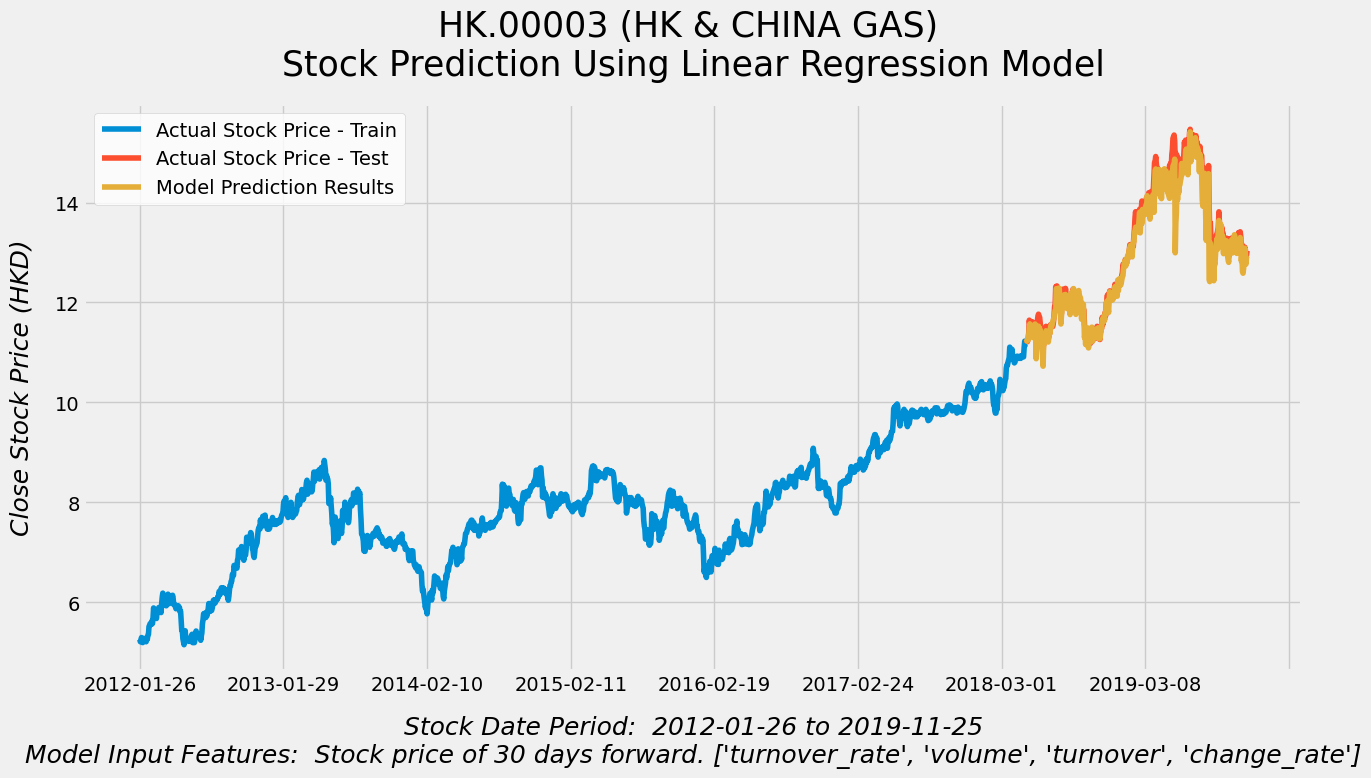 HK.00003 (HK & CHINA GAS)
Stock Prediction Using Linear Regression Model
Actual Stock Price - Train
Actual Stock Price - Test
Model Prediction Results
Close Stock Price (HKD)
14
12
10
8
6
2012-01-26 2013-01-29 2014-02-10 2015-02-11 2016-02-19 2017-02-24 2018-03-01 2019-03-08
Stock Date Period:  2012-01-26 to 2019-11-25
Model Input Features:  Stock price of 30 days forward. ['turnover_rate', 'volume', 'turnover', 'change_rate']